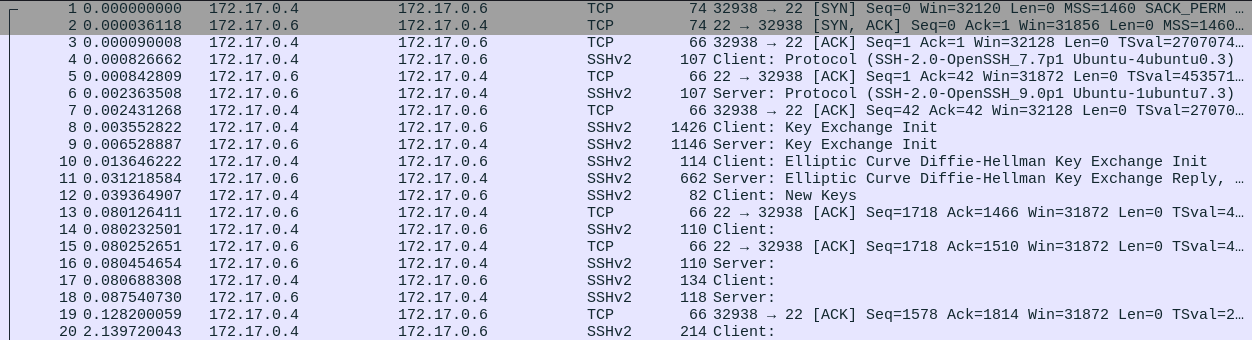 1 0.000000000 172.17.0.4 172.17.0.6 TCP 74 32938 → 22 [SYN] Seq=0 Win=32120 Len=0 MSS=1460 SACK_PERM …
2 0.000036118 172.17.0.6 172.17.0.4 TCP 74 22 → 32938 [SYN, ACK] Seq=0 Ack=1 Win=31856 Len=0 MSS=1460…
3 0.000090008 172.17.0.4 172.17.0.6 TCP 66 32938 → 22 [ACK] Seq=1 Ack=1 Win=32128 Len=0 TSval=2707074…
4 0.000826662 172.17.0.4 172.17.0.6 SSHv2 107 Client: Protocol (SSH-2.0-OpenSSH_7.7p1 Ubuntu-4ubuntu0.3)
5 0.000842809 172.17.0.6 172.17.0.4 TCP 66 22 → 32938 [ACK] Seq=1 Ack=42 Win=31872 Len=0 TSval=453571…
6 0.002363508 172.17.0.6 172.17.0.4 SSHv2 107 Server: Protocol (SSH-2.0-OpenSSH_9.0p1 Ubuntu-1ubuntu7.3)
7 0.002431268 172.17.0.4 172.17.0.6 TCP 66 32938 → 22 [ACK] Seq=42 Ack=42 Win=32128 Len=0 TSval=27070…
8 0.003552822 172.17.0.4 172.17.0.6 SSHv2 1426 Client: Key Exchange Init
9 0.006528887 172.17.0.6 172.17.0.4 SSHv2 1146 Server: Key Exchange Init
10 0.013646222 172.17.0.4 172.17.0.6 SSHv2 114 Client: Elliptic Curve Diffie-Hellman Key Exchange Init
11 0.031218584 172.17.0.6 172.17.0.4 SSHv2 662 Server: Elliptic Curve Diffie-Hellman Key Exchange Reply, …
12 0.039364907 172.17.0.4 172.17.0.6 SSHv2 82 Client: New Keys
13 0.080126411 172.17.0.6 172.17.0.4 TCP 66 22 → 32938 [ACK] Seq=1718 Ack=1466 Win=31872 Len=0 TSval=4…
14 0.080232501 172.17.0.4 172.17.0.6 SSHv2 110 Client:
15 0.080252651 172.17.0.6 172.17.0.4 TCP 66 22 → 32938 [ACK] Seq=1718 Ack=1510 Win=31872 Len=0 TSval=4…
16 0.080454654 172.17.0.6 172.17.0.4 SSHv2 110 Server:
17 0.080688308 172.17.0.4 172.17.0.6 SSHv2 134 Client:
18 0.087540730 172.17.0.6 172.17.0.4 SSHv2 118 Server:
19 0.128200059 172.17.0.4 172.17.0.6 TCP 66 32938 → 22 [ACK] Seq=1578 Ack=1814 Win=31872 Len=0 TSval=2…
20 2.139720043 172.17.0.4 172.17.0.6 SSHv2 214 Client: